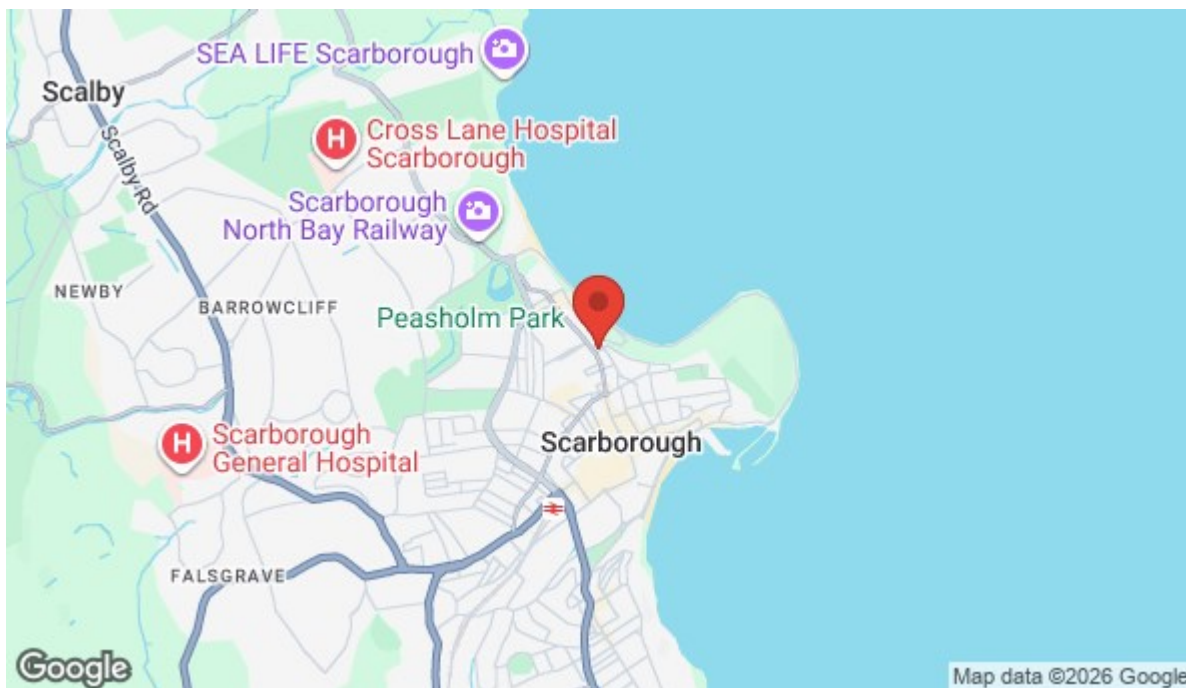 SEA LIFE Scarborough
Scalby
Cross Lane Hospital
Scarborough
Scalby Rd
Scarborough
North Bay Railway
NEWBY
BARROWCLIFF
Peasholm Park
Scarborough
General Hospital
Scarborough
FALSGRAVE
Google
Map data ©2026 Google